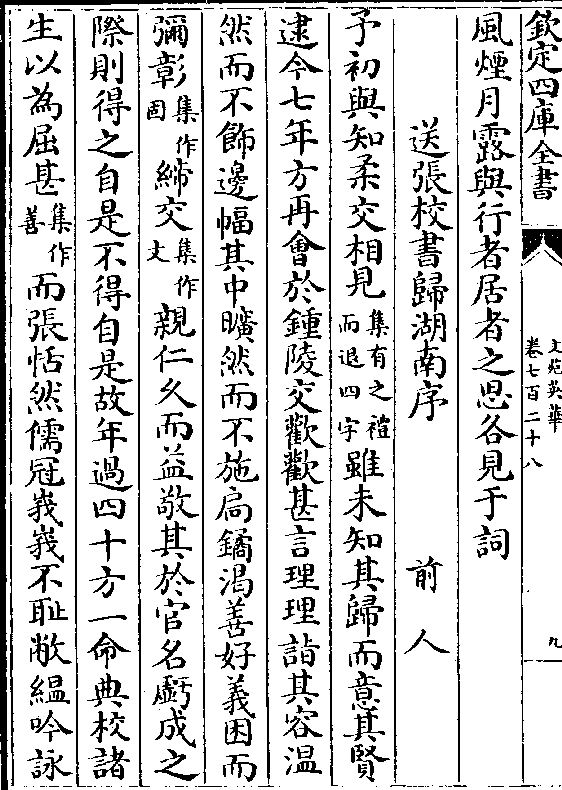 欽定四庫全書
文苑英華
卷七百二十八
九
風煙月露與行者居者之思各見于詞
送張校書歸湖南序 前人
予初與知柔交相見集有之禮而退四字雖未知其歸而意其賢
逮今七年方再會於鍾陵交歡歡甚言理理詣其容溫
然而不飾邊幅其中曠然而不施扃鐍渴善好義困而
彌彰集作固締交集作文親仁久而益敬其於官名虧成之
際則得之自是不得自是故年過四十方一命典校諸
生以為屈甚集作善而張恬然儒冠峩峩不恥敝縕吟詠